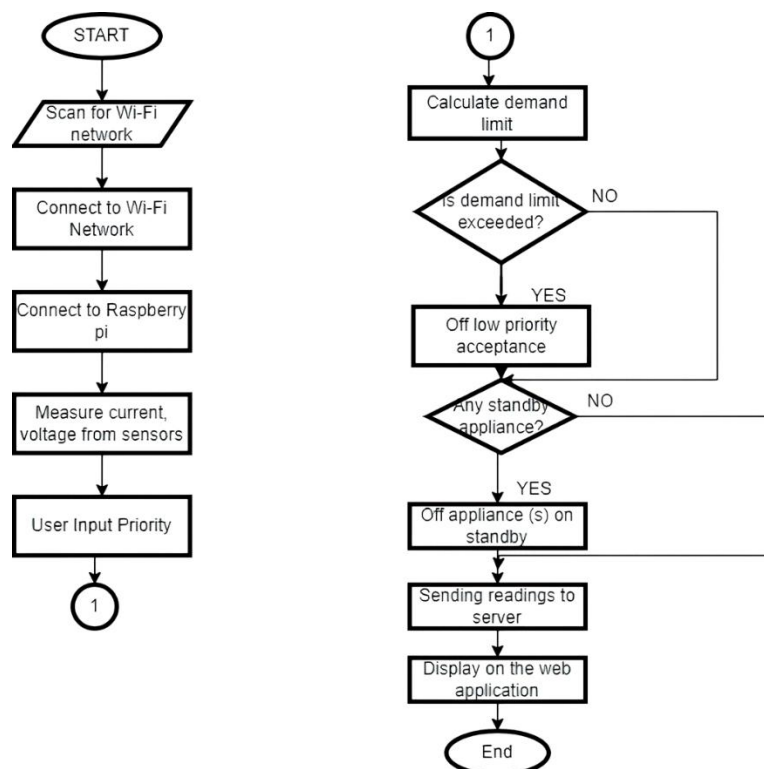 START
Scan for Wi-Fi
network
Connect to Wi-Fi
Network
Connect to Raspberry
pi
Measure current,
voltage from sensors
User Input Priority
1
1
Calculate demand
limit
Is demand limit
exceeded?
NO
YES
Off low priority
acceptance
Any standby
appliance?
NO
YES
Off appliance (s) on
standby
Sending readings to
server
Display on the web
application
End